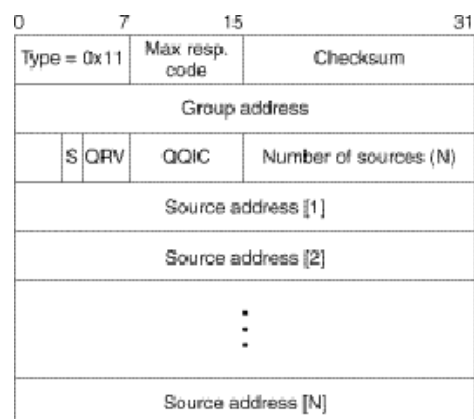 0 7 15 31
Type = 0x11 Max resp. code Checksum
Group address
S QRV QQIC Number of sources (N)
Source address [1]
Source address [2]
Source address [N]